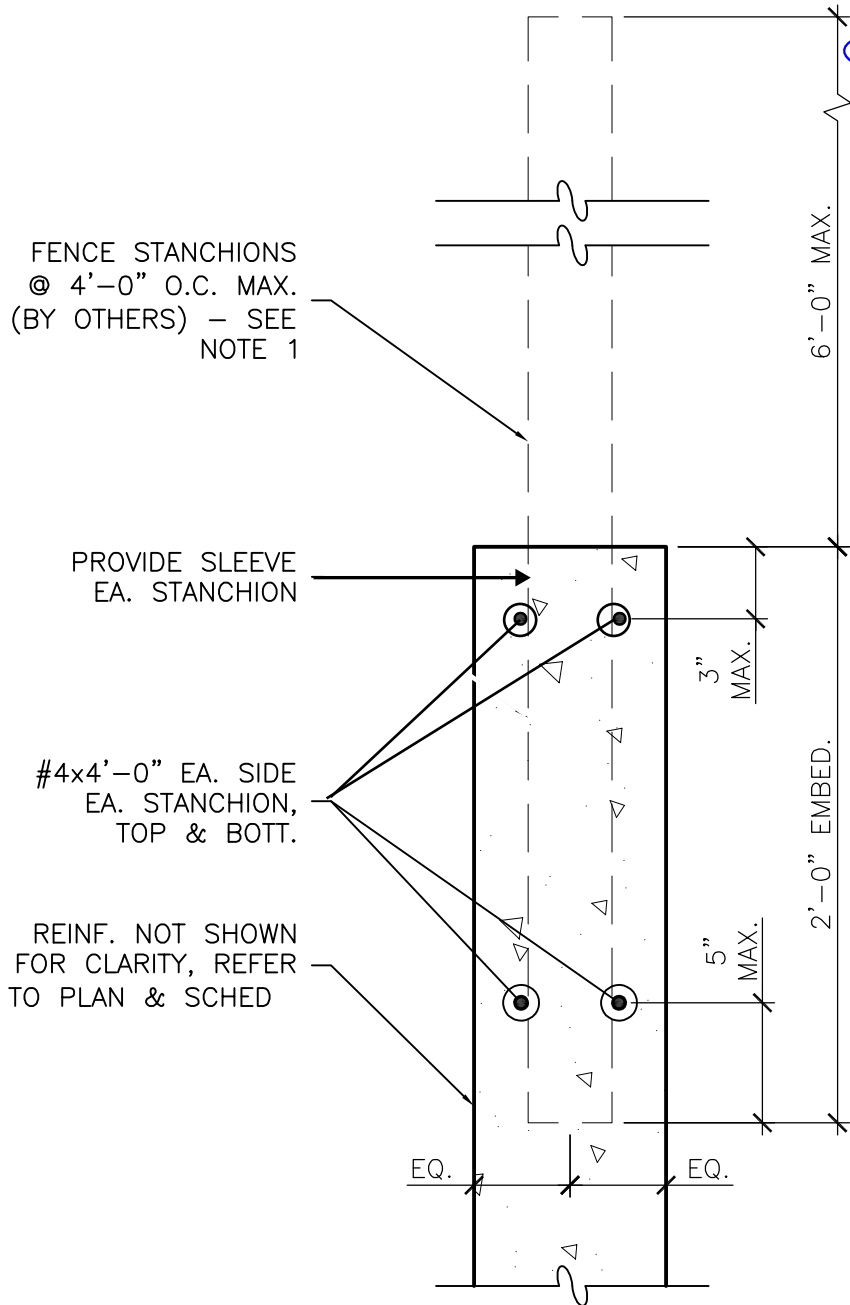 FENCE STANCHIONS
@ 4'-0" O.C. MAX.
(BY OTHERS) – SEE
NOTE 1
6'-0" MAX.
PROVIDE SLEEVE
EA. STANCHION
3"
MAX.
#4x4'-0" EA. SIDE
EA. STANCHION,
TOP & BOTT.
2'-0" EMBED.
REINF. NOT SHOWN
FOR CLARITY, REFER
TO PLAN & SCHED
5"
MAX.
EQ.
EQ.